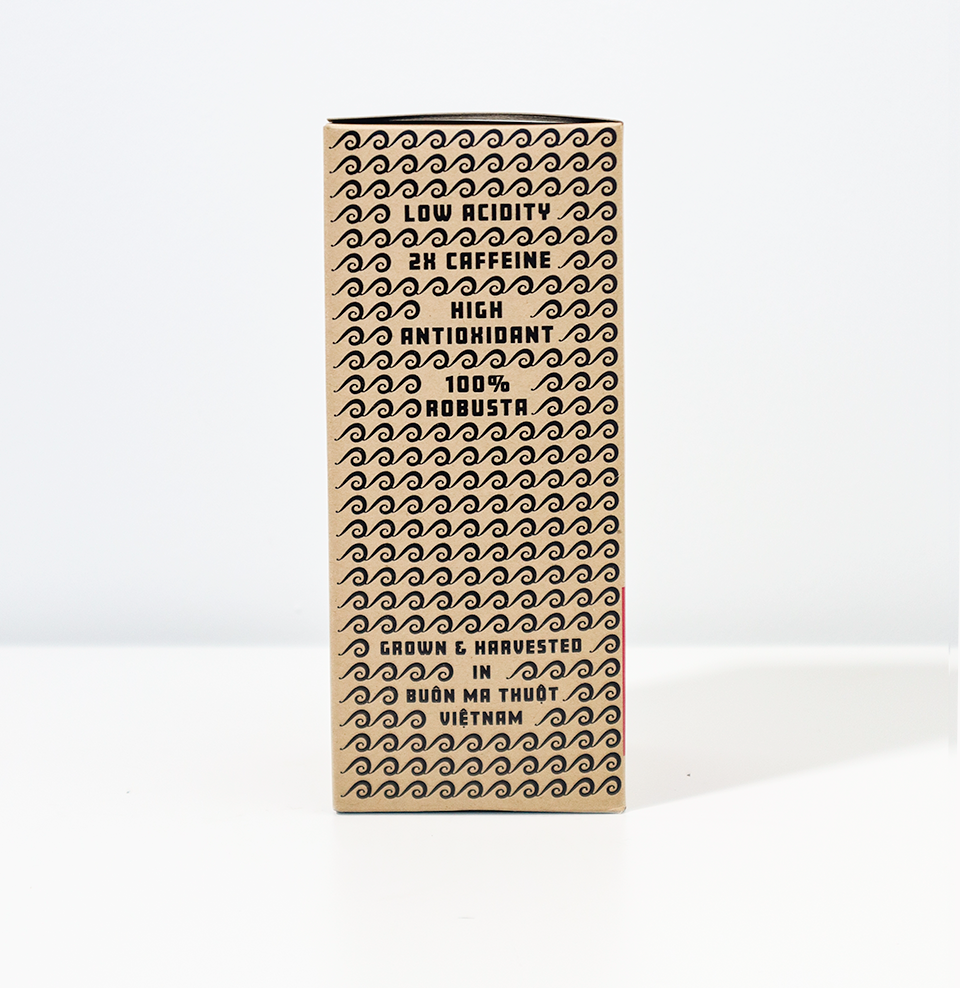 LOW ACIDITY
2X CAFFEINE
HIGH
ANTIOXIDANT
100%
ROBUSTA
GROWN & HARVESTED
IN
BUÔN MA THUỘT
VIỆTNAM